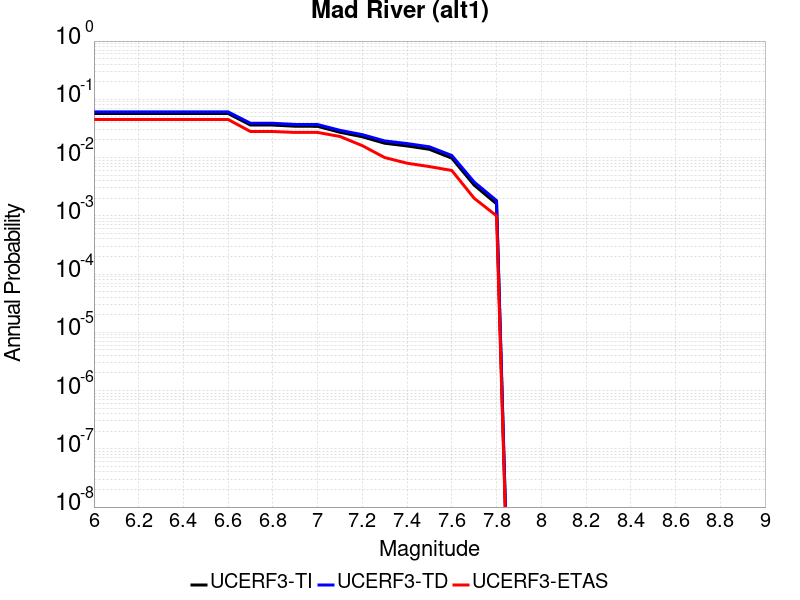 Mad River (alt1)
10^0
10^-1
10^-2
10^-3
10^-4
10^-5
10^-6
10^-7
10^-8
Annual Probability
6 6.2 6.4 6.6 6.8 7 7.2 7.4 7.6 7.8 8 8.2 8.4 8.6 8.8 9
Magnitude
UCERF3-TI UCERF3-TD UCERF3-ETAS